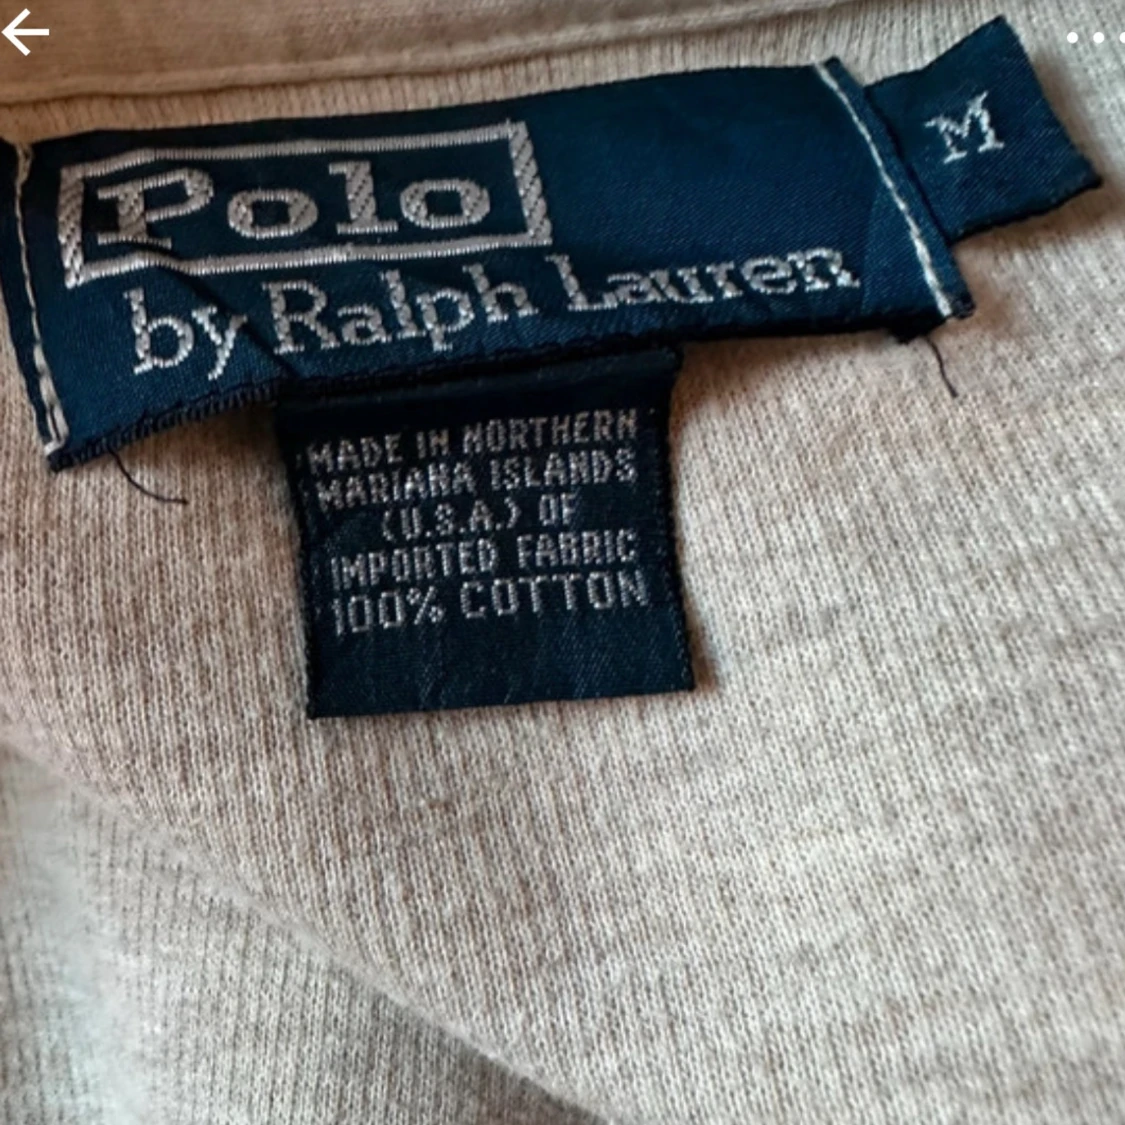 Polo
by Ralph Lauren
M
MADE IN NORTHERN
MARIANA ISLANDS
(U.S.A.) OF
IMPORTED FABRIC
100% COTTON